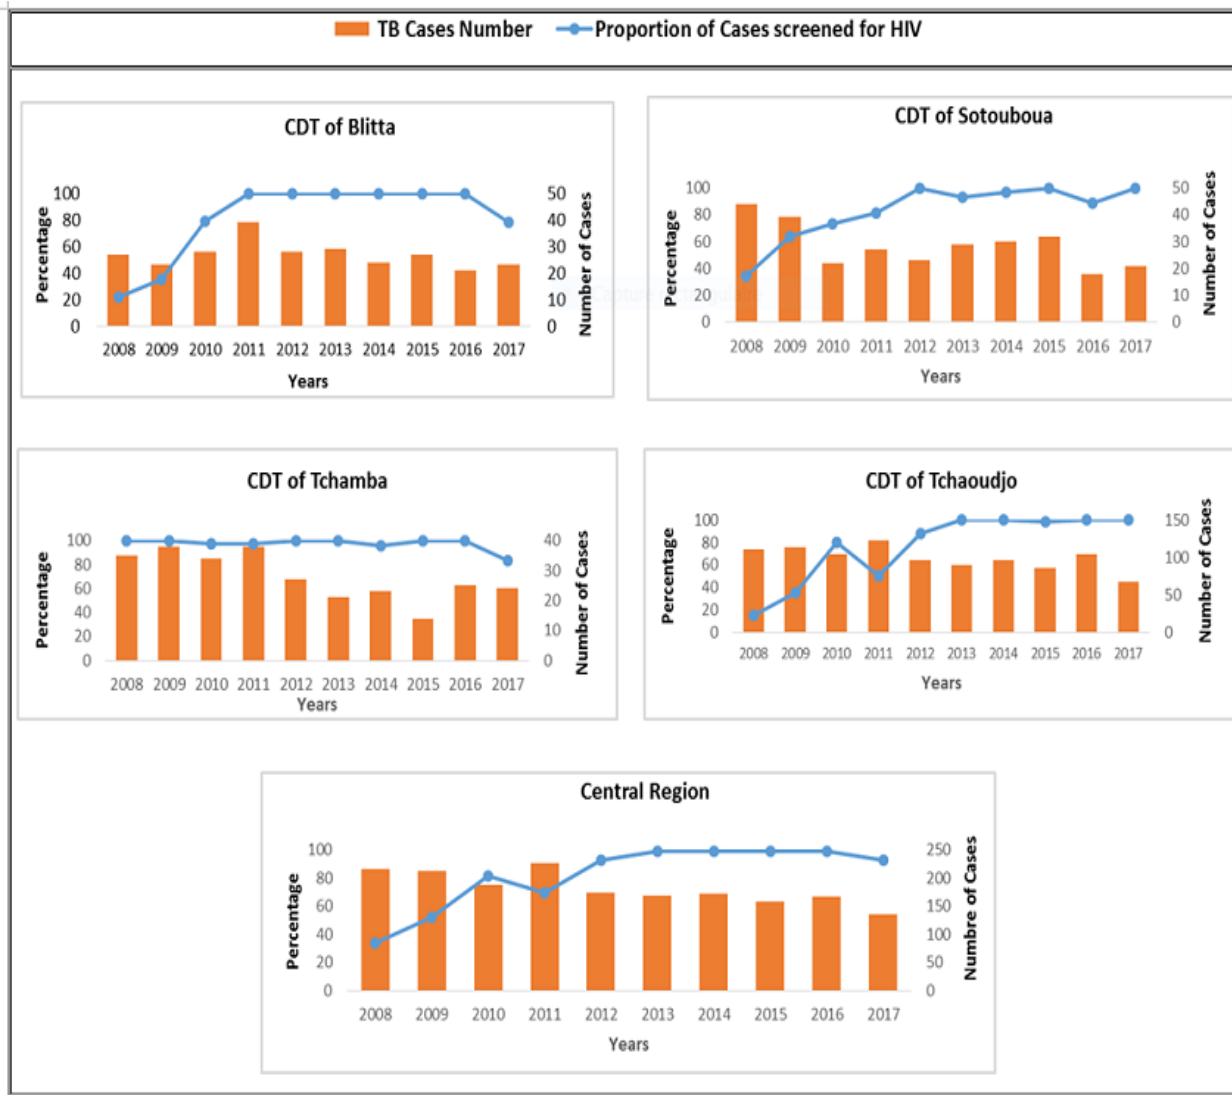 TB Cases Number Proportion of Cases screened for HIV
CDT of Blitta
Percentage
100
80
60
40
20
0
50
40
30
20
10
0
Number of Cases
2008 2009 2010 2011 2012 2013 2014 2015 2016 2017
Years
CDT of Sotouboua
Percentage
100
80
60
40
20
0
50
40
30
20
10
0
Number of Cases
2008 2009 2010 2011 2012 2013 2014 2015 2016 2017
Years
CDT of Tchamba
Percentage
100
80
60
40
20
0
40
30
20
10
0
Number of Cases
2008 2009 2010 2011 2012 2013 2014 2015 2016 2017
Years
CDT of Tchaoudjo
Percentage
100
80
60
40
20
0
150
100
50
0
Number of Cases
2008 2009 2010 2011 2012 2013 2014 2015 2016 2017
Years
Central Region
Percentage
100
80
60
40
20
0
250
200
150
100
50
0
Numbre of Cases
2008 2009 2010 2011 2012 2013 2014 2015 2016 2017
Years